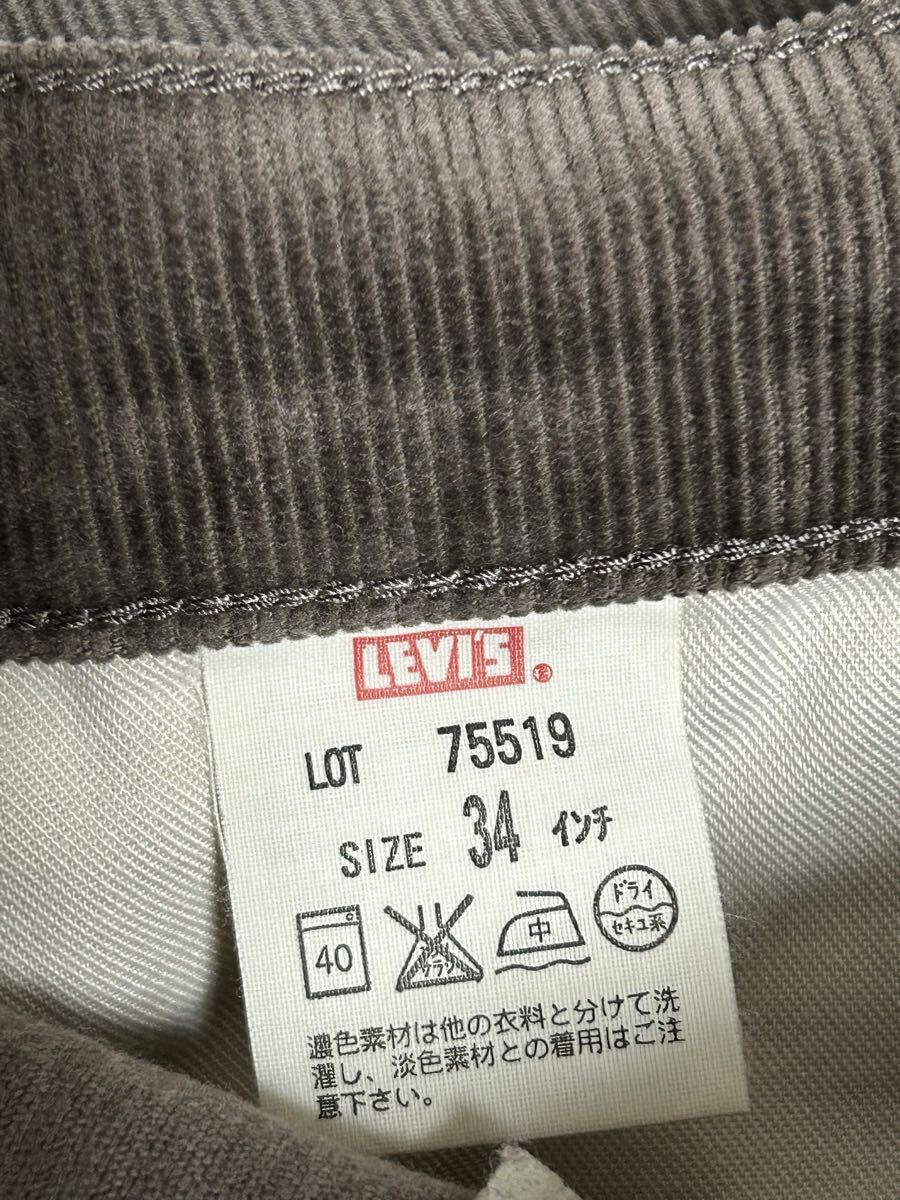 LEVI'S
LOT 75519
SIZE 34 インチ
40 中 ドライ
セキユ系
濃色素材は他の衣料と分けて洗
濯し、淡色素材との着用はご注
意下さい。